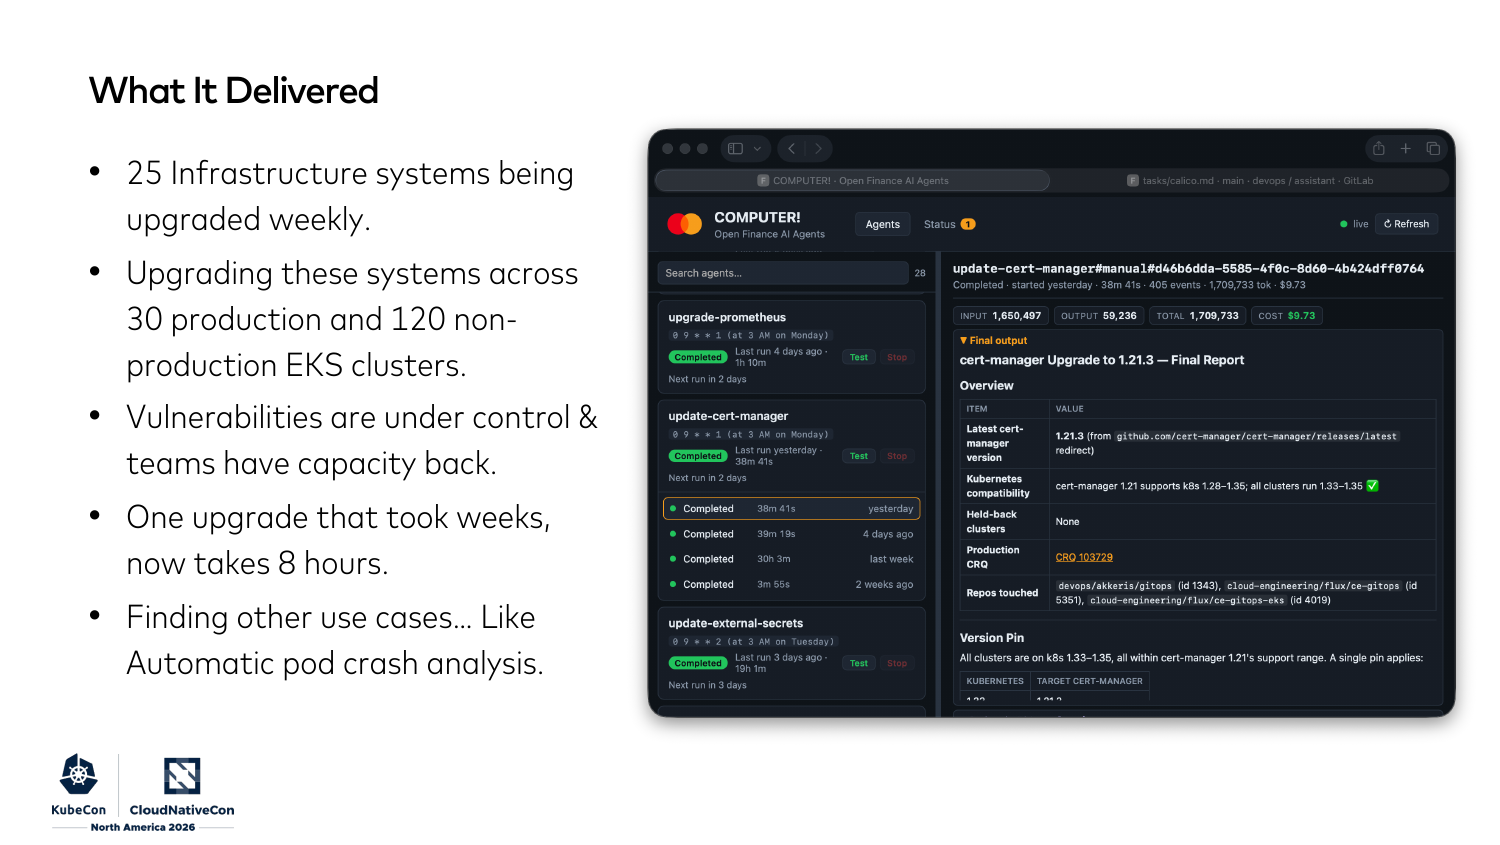 What It Delivered
• 25 Infrastructure systems being
upgraded weekly.
• Upgrading these systems across
30 production and 120 non-
production EKS clusters.
• Vulnerabilities are under control &
teams have capacity back.
• One upgrade that took weeks,
now takes 8 hours.
• Finding other use cases... Like
Automatic pod crash analysis.
COMPUTER! · Open Finance AI Agents
tasks/calico.md · main · devops / assistant · GitLab
COMPUTER!
Open Finance AI Agents
Agents
Status 1
live
Refresh
Search agents...
28
upgrade-prometheus
0 9 * * 1 (at 3 AM on Monday)
Completed
Last run 4 days ago ·
1h 10m
Test
Stop
Next run in 2 days
update-cert-manager
0 9 * * 1 (at 3 AM on Monday)
Completed
Last run yesterday ·
38m 41s
Test
Stop
Next run in 2 days
Completed 38m 41s yesterday
Completed 39m 19s 4 days ago
Completed 30h 3m last week
Completed 3m 55s 2 weeks ago
update-external-secrets
0 9 * * 2 (at 3 AM on Tuesday)
Completed
Last run 3 days ago ·
19h 1m
Test
Stop
Next run in 3 days
update-cert-manager#manual#d46b6dda-5585-4f0c-8d60-4b424dff0764
Completed · started yesterday · 38m 41s · 405 events · 1,709,733 tok · $9.73
INPUT 1,650,497
OUTPUT 59,236
TOTAL 1,709,733
COST $9.73
▼ Final output
cert-manager Upgrade to 1.21.3 — Final Report
Overview
ITEM VALUE
Latest cert-
manager
version
1.21.3 (from github.com/cert-manager/cert-manager/releases/latest
redirect)
Kubernetes
compatibility
cert-manager 1.21 supports k8s 1.28–1.35; all clusters run 1.33–1.35 ✅
Held-back
clusters
None
Production
CRQ
CRQ 103729
Repos touched
devops/akkeris/gitops (id 1343), cloud-engineering/flux/ce-gitops (id
5351), cloud-engineering/flux/ce-gitops-eks (id 4019)
Version Pin
All clusters are on k8s 1.33–1.35, all within cert-manager 1.21's support range. A single pin applies:
KUBERNETES TARGET CERT-MANAGER
KubeCon
CloudNativeCon
North America 2026